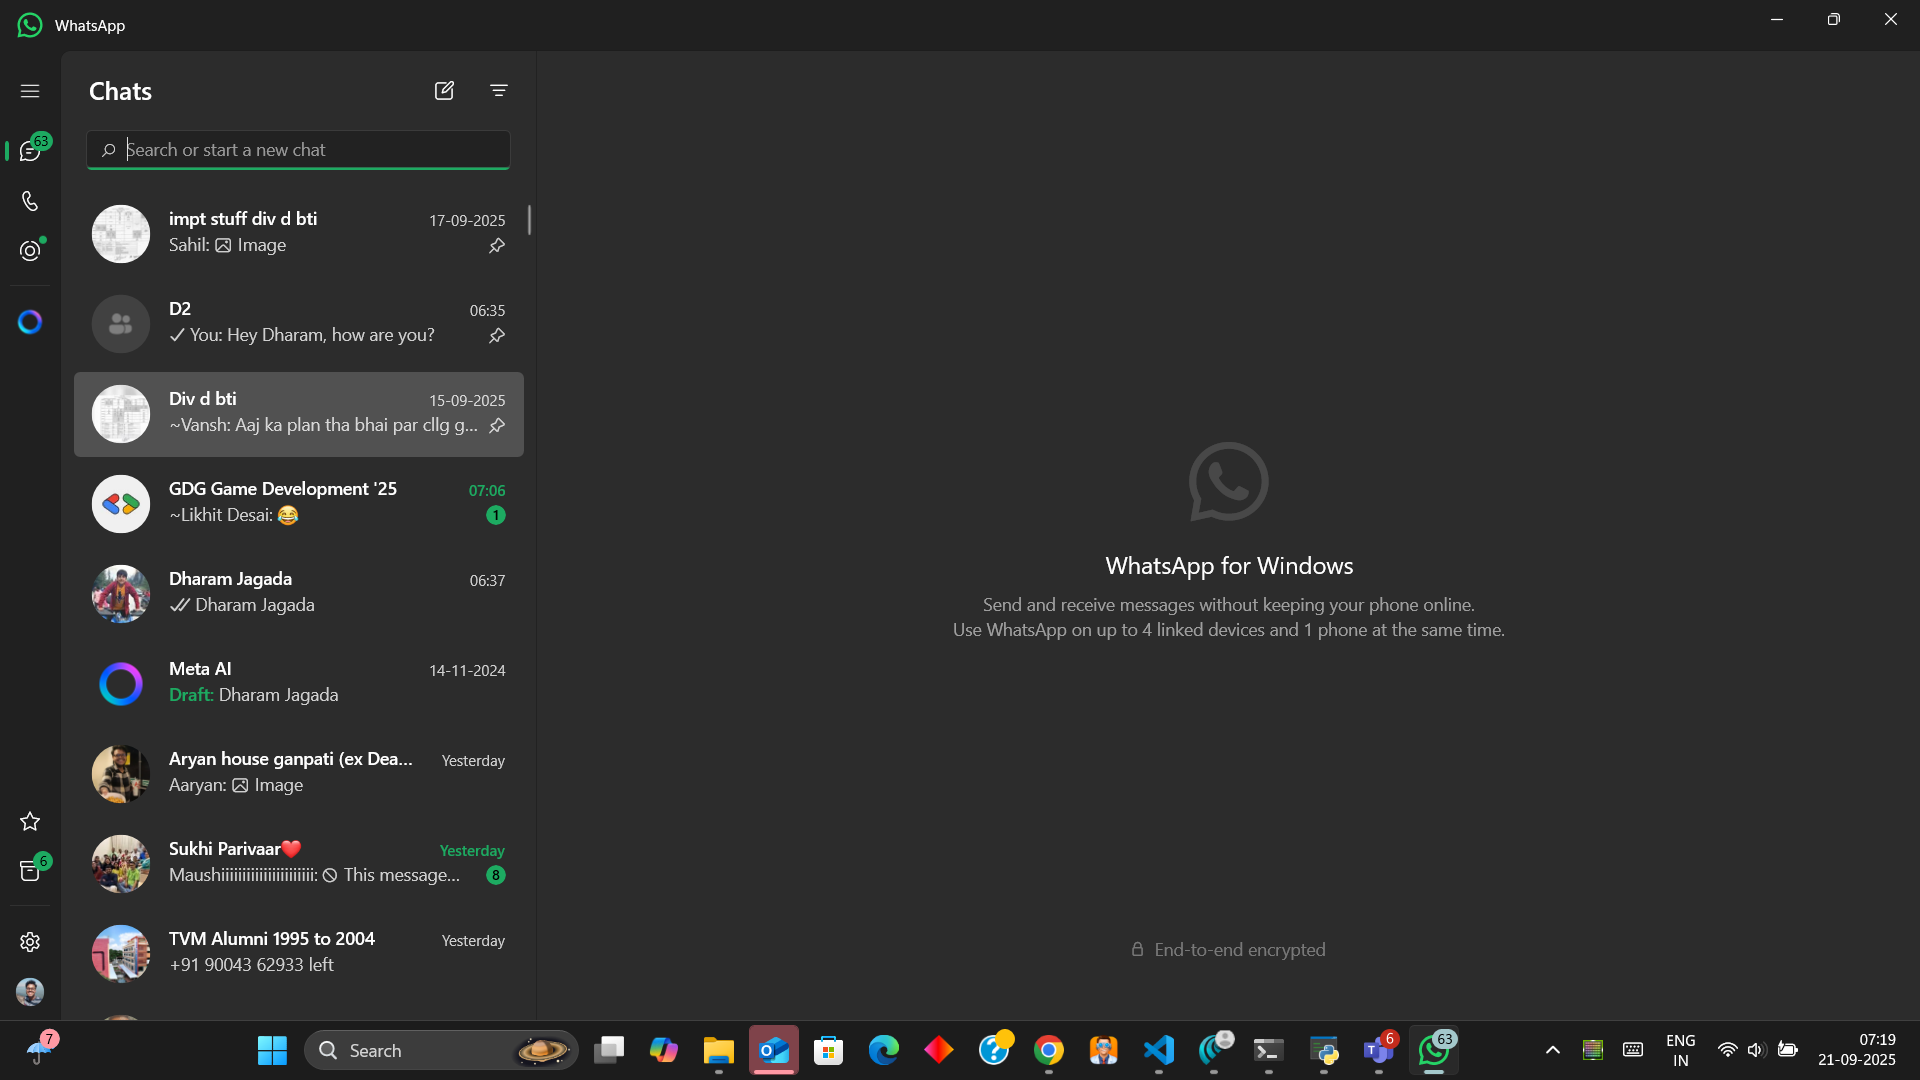 WhatsApp
Chats
63
Search or start a new chat
impt stuff div d bti 17-09-2025
Sahil: Image
D2 06:35
You: Hey Dharam, how are you?
Div d bti 15-09-2025
~Vansh: Aaj ka plan tha bhai par cllg g...
GDG Game Development '25 07:06
~Likhit Desai: 😂 1
Dharam Jagada 06:37
Dharam Jagada
Meta AI 14-11-2024
Draft: Dharam Jagada
Aryan house ganpati (ex Dea... Yesterday
Aaryan: Image
Sukhi Parivaar❤️ Yesterday
Maushiiiiiiiiiiiiiiiiiiiiii: This message... 8
6
TVM Alumni 1995 to 2004 Yesterday
+91 90043 62933 left
WhatsApp for Windows
Send and receive messages without keeping your phone online.
Use WhatsApp on up to 4 linked devices and 1 phone at the same time.
End-to-end encrypted
7
Search
6
63
ENG
IN
07:19
21-09-2025